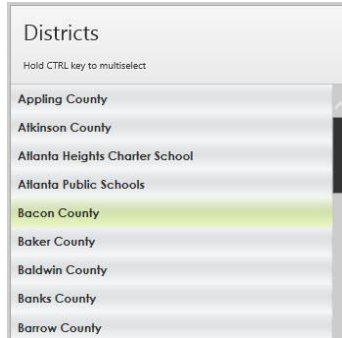 Districts
Hold CTRL key to multiselect
Appling County
Atkinson County
Atlanta Heights Charter School
Atlanta Public Schools
Bacon County
Baker County
Baldwin County
Banks County
Barrow County